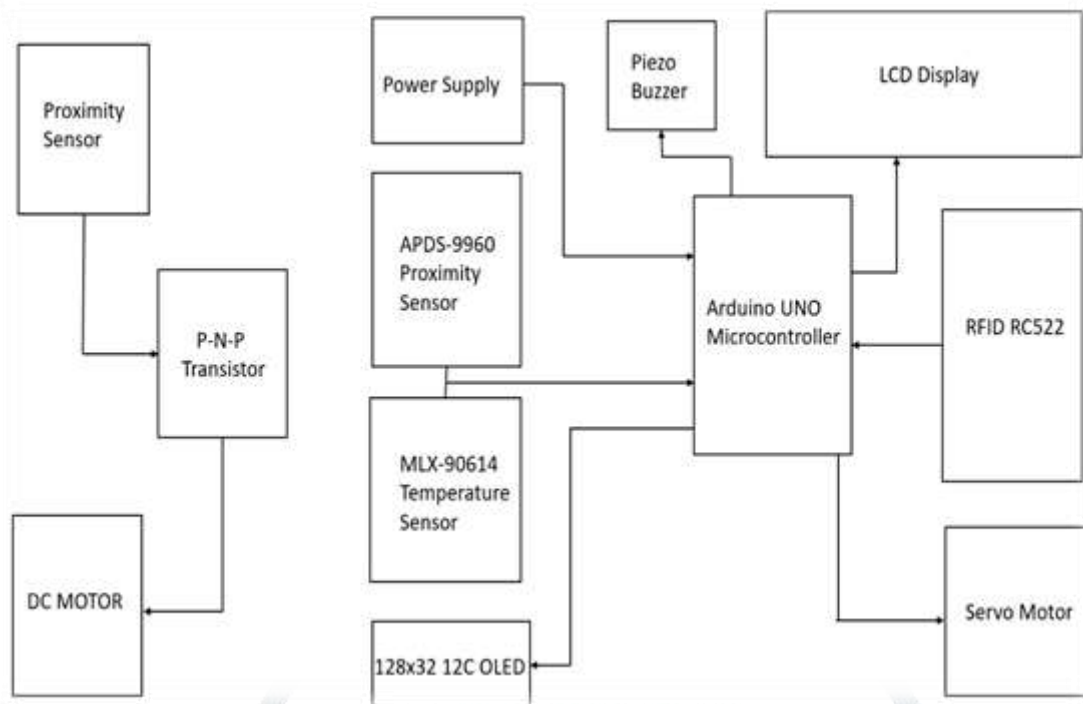 Proximity
Sensor
P-N-P
Transistor
DC MOTOR
Power Supply
APDS-9960
Proximity
Sensor
MLX-90614
Temperature
Sensor
128x32 12C OLED
Piezo
Buzzer
LCD Display
Arduino UNO
Microcontroller
RFID RC522
Servo Motor